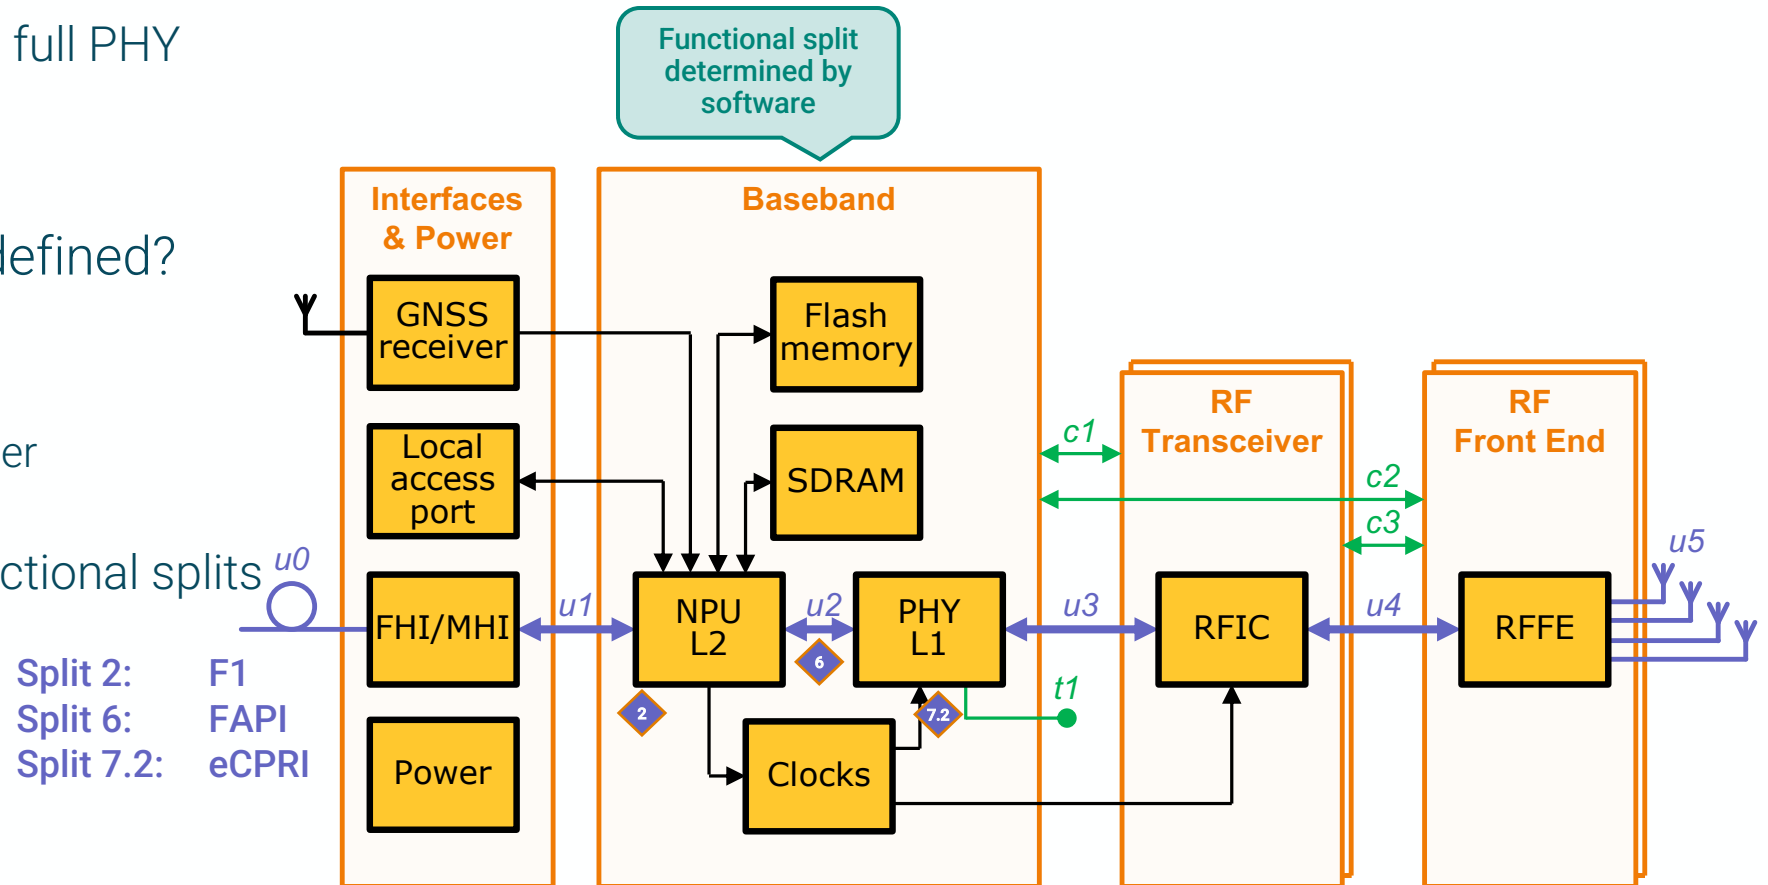 full PHY
Functional split
determined by
software
defined?
er
ctional splits
Split 2: F1
Split 6: FAPI
Split 7.2: eCPRI
u0
Interfaces
& Power
GNSS
receiver
Local
access
port
FHI/MHI
Power
u1
Baseband
Flash
memory
SDRAM
NPU
L2
u2
PHY
L1
2
6
7.2
Clocks
t1
u3
c1
c2
c3
RF
Transceiver
RFIC
u4
RF
Front End
RFFE
u5